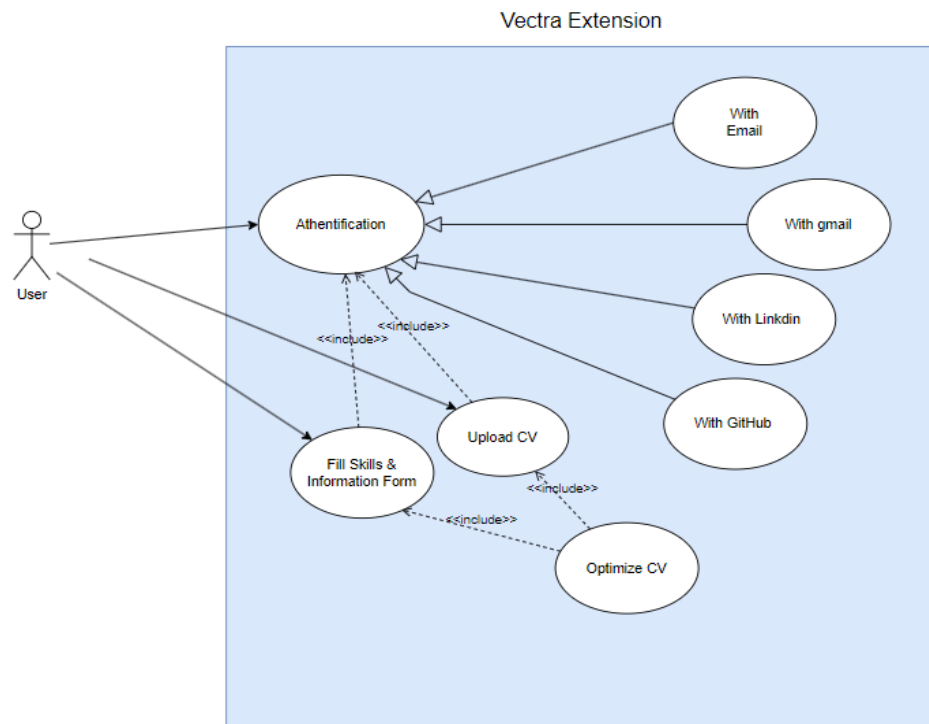 Vectra Extension
With
Email
Athentification
With gmail
User
With Linkdin
<<include>>
<<include>>
With GitHub
Upload CV
Fill Skills &
Information Form
<<include>>
<<include>>
Optimize CV